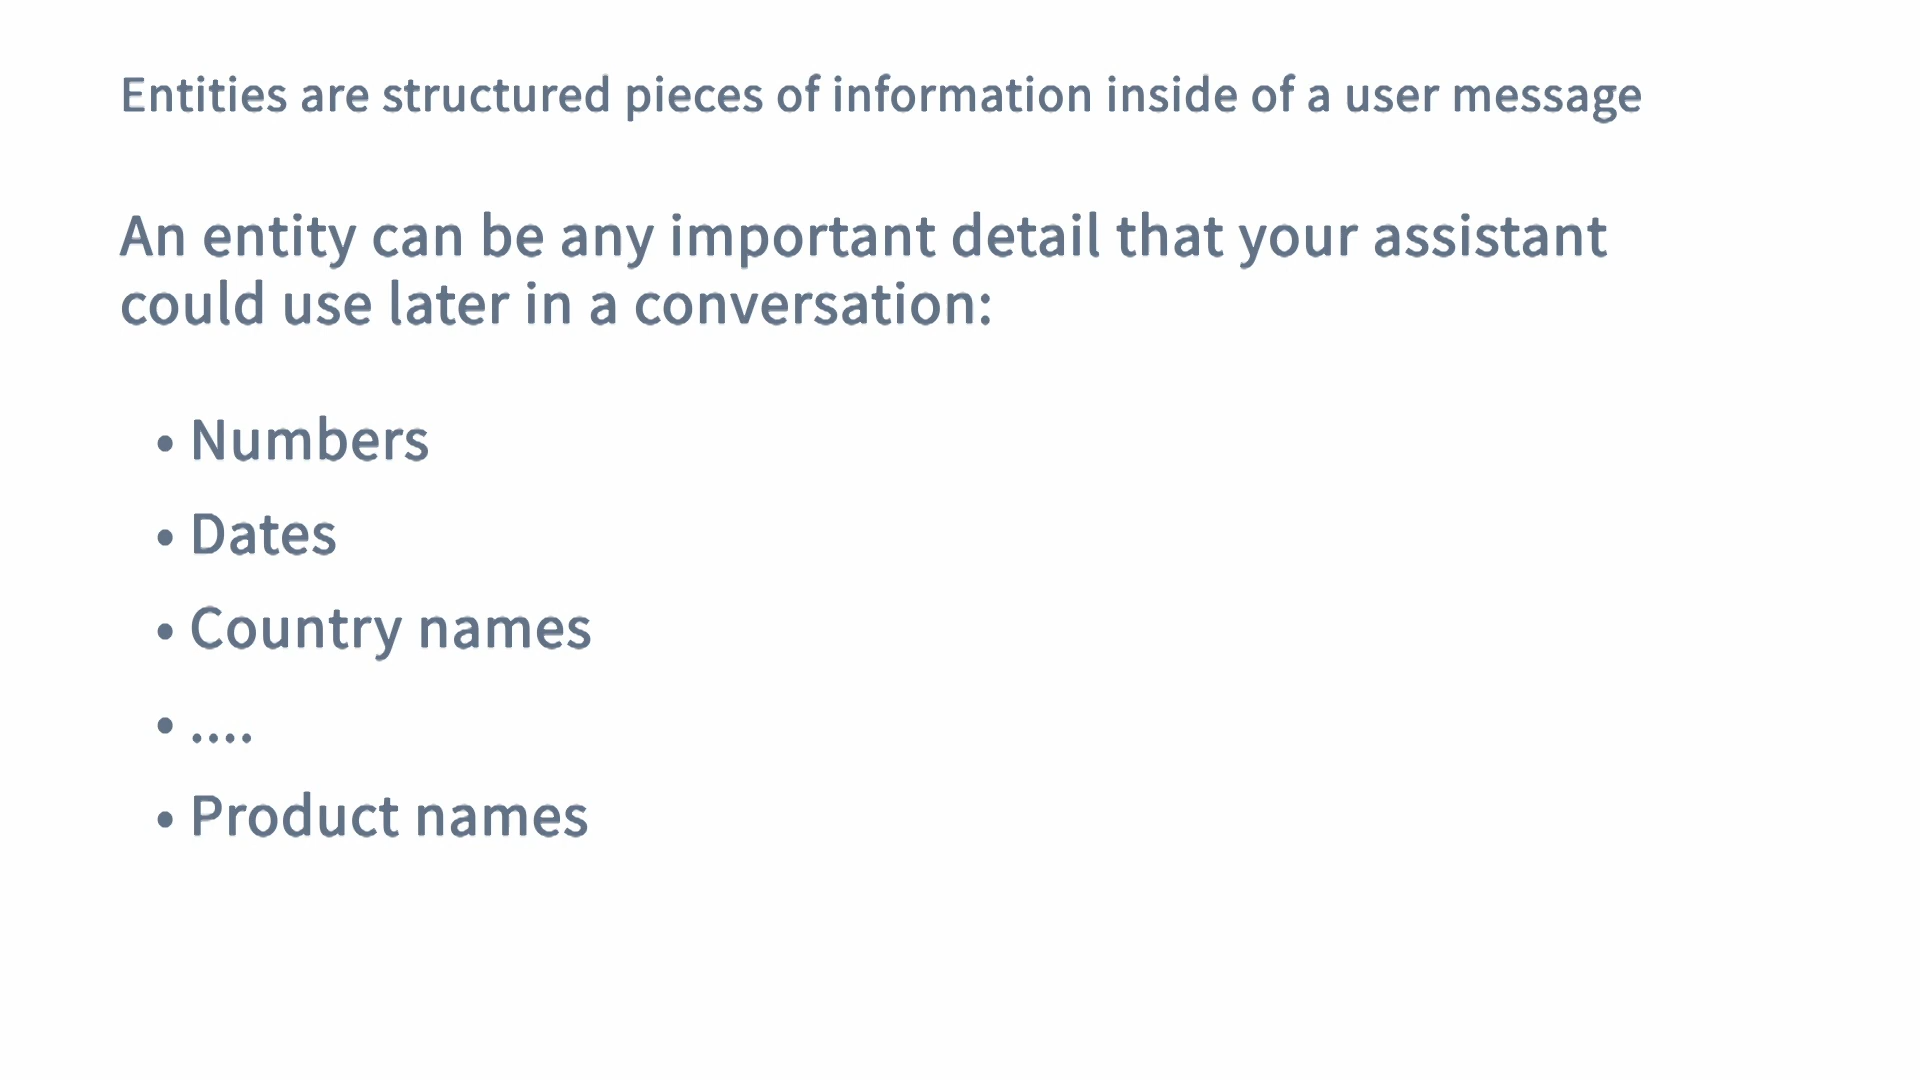 Entities are structured pieces of information inside of a user message
An entity can be any important detail that your assistant
could use later in a conversation:
• Numbers
• Dates
• Country names
• ....
• Product names